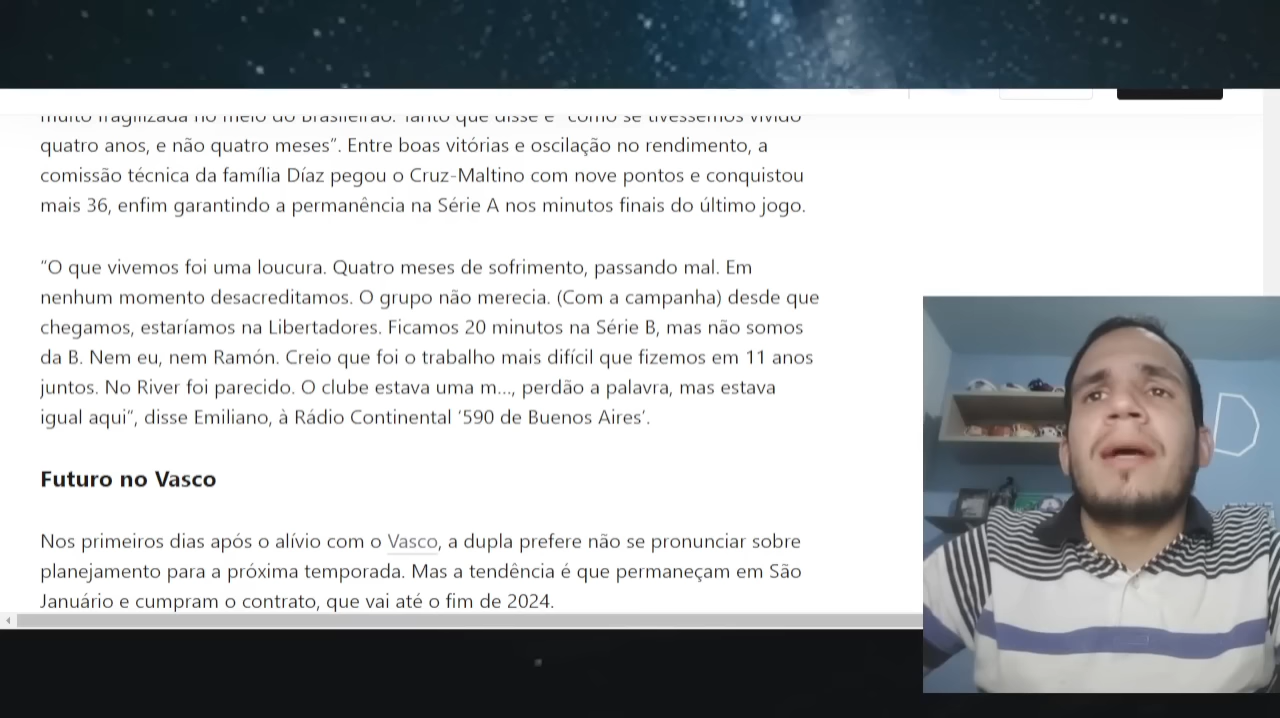 muito fragilizada no meio do Brasileirão. Tanto que disse é “como se tivéssemos vivido
quatro anos, e não quatro meses”. Entre boas vitórias e oscilação no rendimento, a
comissão técnica da família Díaz pegou o Cruz-Maltino com nove pontos e conquistou
mais 36, enfim garantindo a permanência na Série A nos minutos finais do último jogo.
“O que vivemos foi uma loucura. Quatro meses de sofrimento, passando mal. Em
nenhum momento desacreditamos. O grupo não merecia. (Com a campanha) desde que
chegamos, estaríamos na Libertadores. Ficamos 20 minutos na Série B, mas não somos
da B. Nem eu, nem Ramón. Creio que foi o trabalho mais difícil que fizemos em 11 anos
juntos. No River foi parecido. O clube estava uma m..., perdão a palavra, mas estava
igual aqui”, disse Emiliano, à Rádio Continental ‘590 de Buenos Aires’.
Futuro no Vasco
Nos primeiros dias após o alívio com o Vasco, a dupla prefere não se pronunciar sobre
planejamento para a próxima temporada. Mas a tendência é que permaneçam em São
Januário e cumpram o contrato, que vai até o fim de 2024.
D